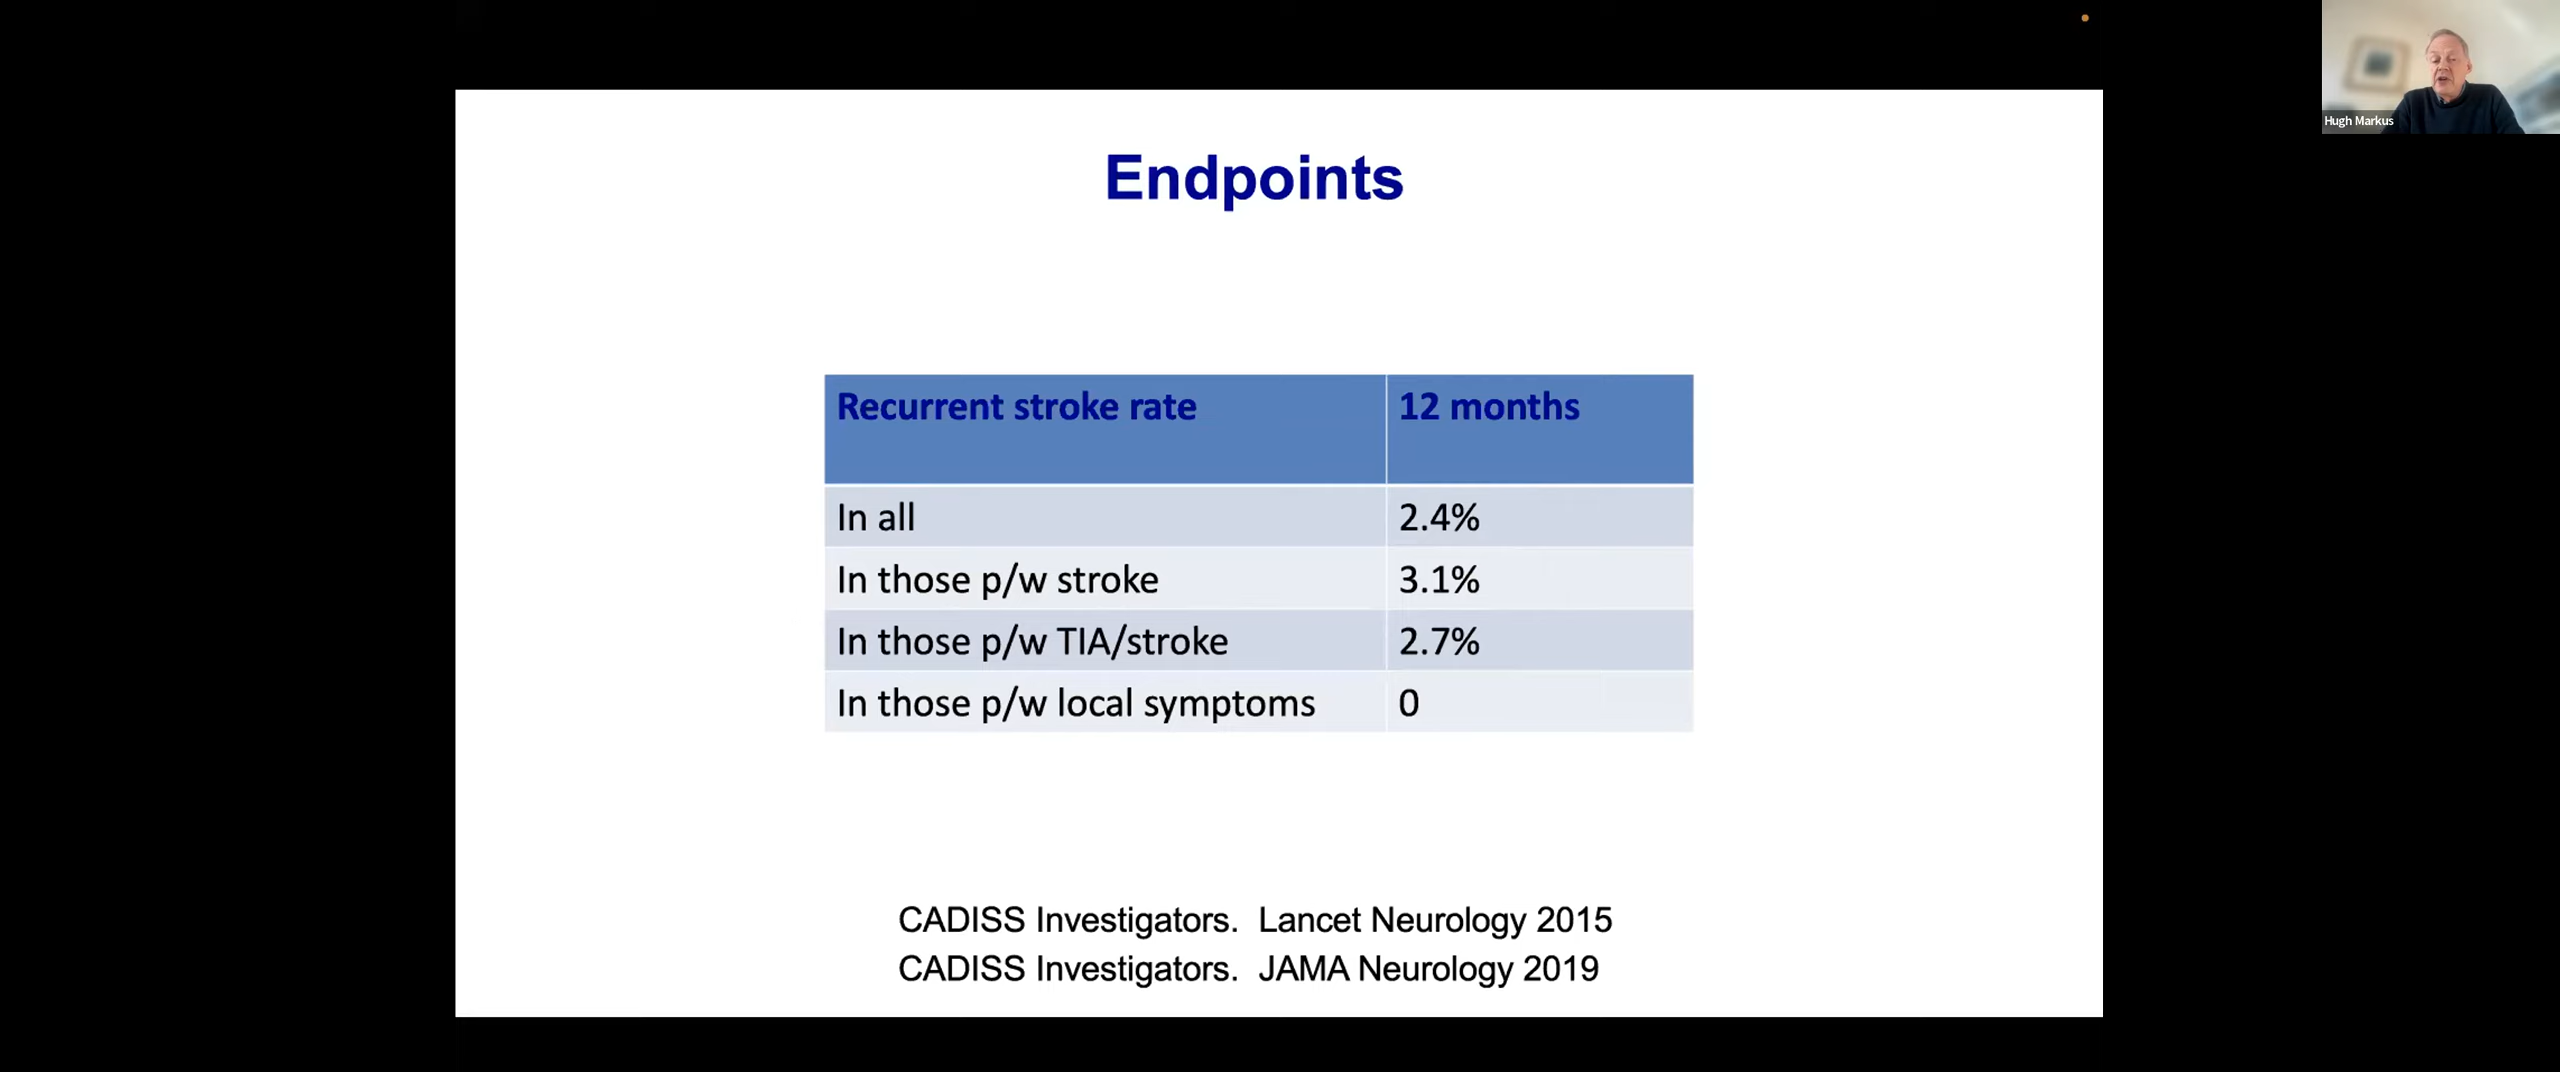 Hugh Markus
Endpoints
Recurrent stroke rate 12 months
In all 2.4%
In those p/w stroke 3.1%
In those p/w TIA/stroke 2.7%
In those p/w local symptoms 0
CADISS Investigators. Lancet Neurology 2015
CADISS Investigators. JAMA Neurology 2019